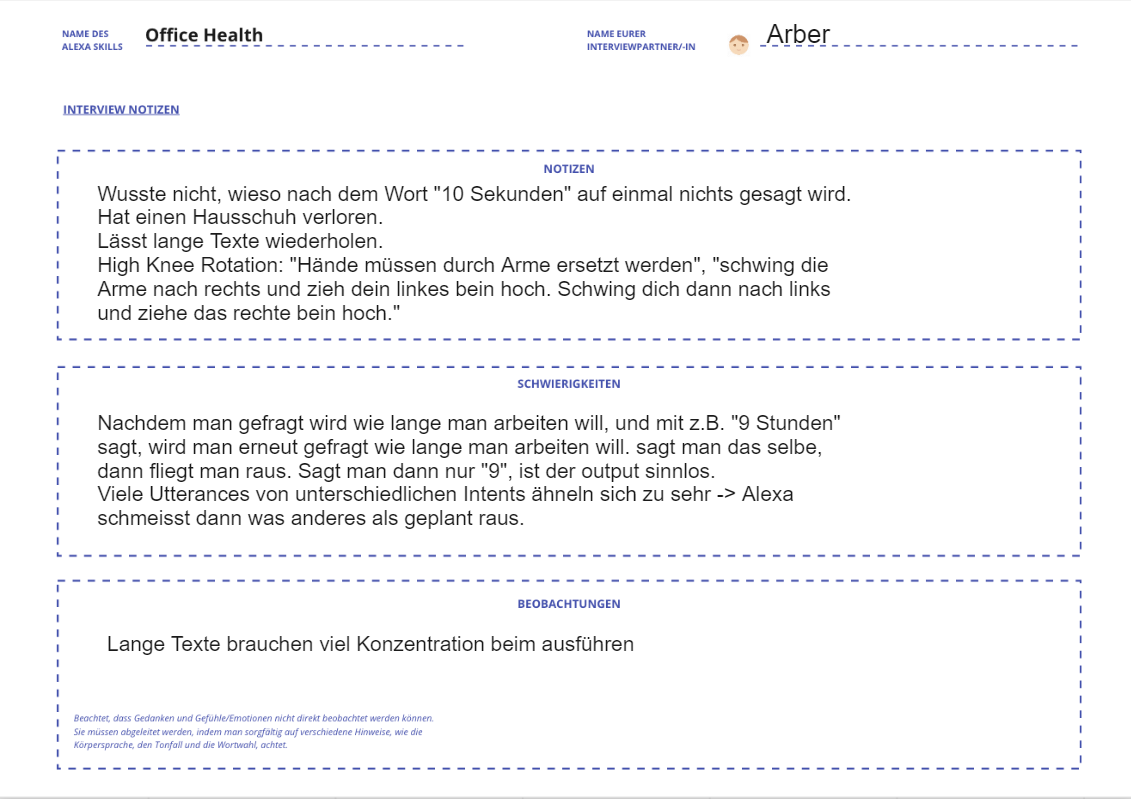 NAME DES
ALEXA SKILLS
Office Health
NAME EURER
INTERVIEWPARTNER/-IN
Arber
INTERVIEW NOTIZEN
NOTIZEN
Wusste nicht, wieso nach dem Wort "10 Sekunden" auf einmal nichts gesagt wird.
Hat einen Hausschuh verloren.
Lässt lange Texte wiederholen.
High Knee Rotation: "Hände müssen durch Arme ersetzt werden", "schwing die
Arme nach rechts und zieh dein linkes bein hoch. Schwing dich dann nach links
und ziehe das rechte bein hoch."
SCHWIERIGKEITEN
Nachdem man gefragt wird wie lange man arbeiten will, und mit z.B. "9 Stunden"
sagt, wird man erneut gefragt wie lange man arbeiten will. sagt man das selbe,
dann fliegt man raus. Sagt man dann nur "9", ist der output sinnlos.
Viele Utterances von unterschiedlichen Intents ähneln sich zu sehr -> Alexa
schmeisst dann was anderes als geplant raus.
BEOBACHTUNGEN
Lange Texte brauchen viel Konzentration beim ausführen
Beachtet, dass Gedanken und Gefühle/Emotionen nicht direkt beobachtet werden können.
Sie müssen abgeleitet werden, indem man sorgfältig auf verschiedene Hinweise, wie die
Körpersprache, den Tonfall und die Wortwahl, achtet.